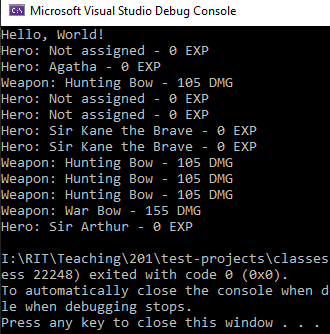 Microsoft Visual Studio Debug Console
Hello, World!
Hero: Not assigned - 0 EXP
Hero: Agatha - 0 EXP
Weapon: Hunting Bow - 105 DMG
Hero: Not assigned - 0 EXP
Hero: Not assigned - 0 EXP
Hero: Sir Kane the Brave - 0 EXP
Hero: Sir Kane the Brave - 0 EXP
Weapon: Hunting Bow - 105 DMG
Weapon: Hunting Bow - 105 DMG
Weapon: Hunting Bow - 105 DMG
Weapon: War Bow - 155 DMG
Hero: Sir Arthur - 0 EXP
I:\RIT\Teaching\201\test-projects\classes
ess 22248) exited with code 0 (0x0).
To automatically close the console when d
le when debugging stops.
Press any key to close this window . . .